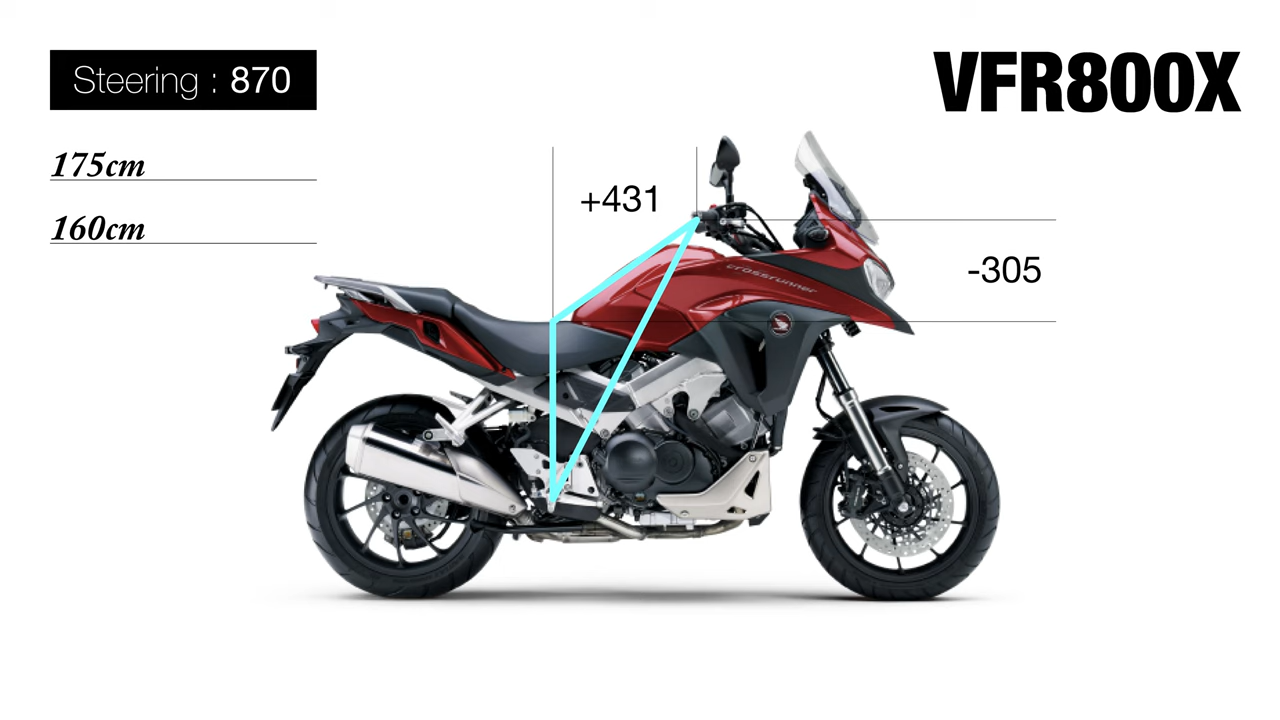 Steering : 870
VFR800X
175cm
160cm
+431
-305
crossrunner